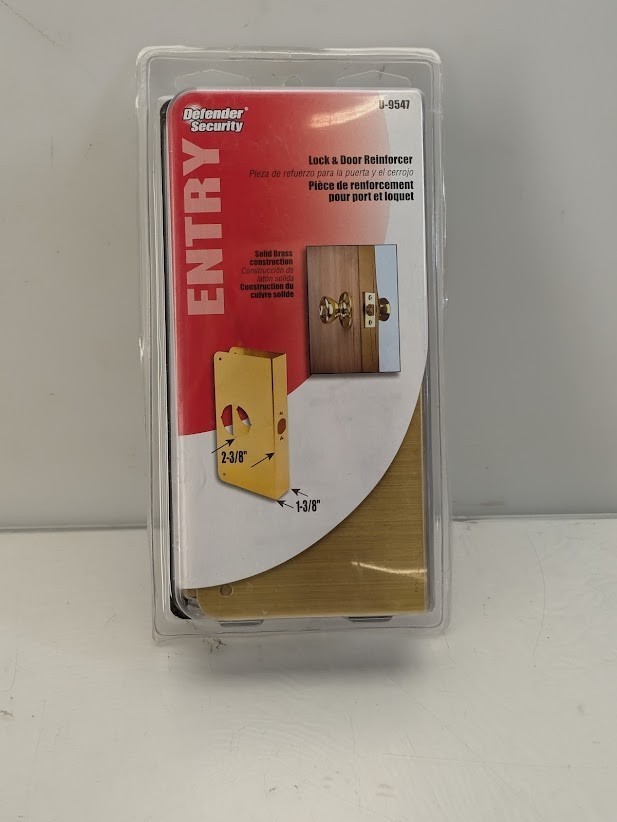 Defender
Security
U-9547
ENTRY
Lock & Door Reinforcer
Pieza de refuerzo para la puerta y el cerrojo
Pièce de renforcement
pour port et loquet
Solid Brass
construction
Construcción de
latón solida
Construction du
cuivre solide
2-3/8"
1-3/8"